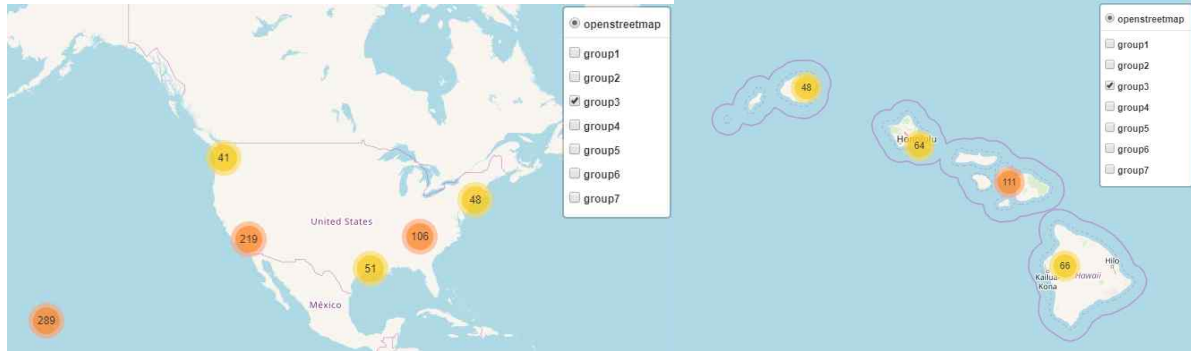 openstreetmap
group1
group2
group3
group4
group5
group6
group7
41
48
United States
219
106
51
México
289
openstreetmap
group1
group2
group3
group4
group5
group6
group7
48
64
111
66
Hilo
Kailua
Kona
Hawaii